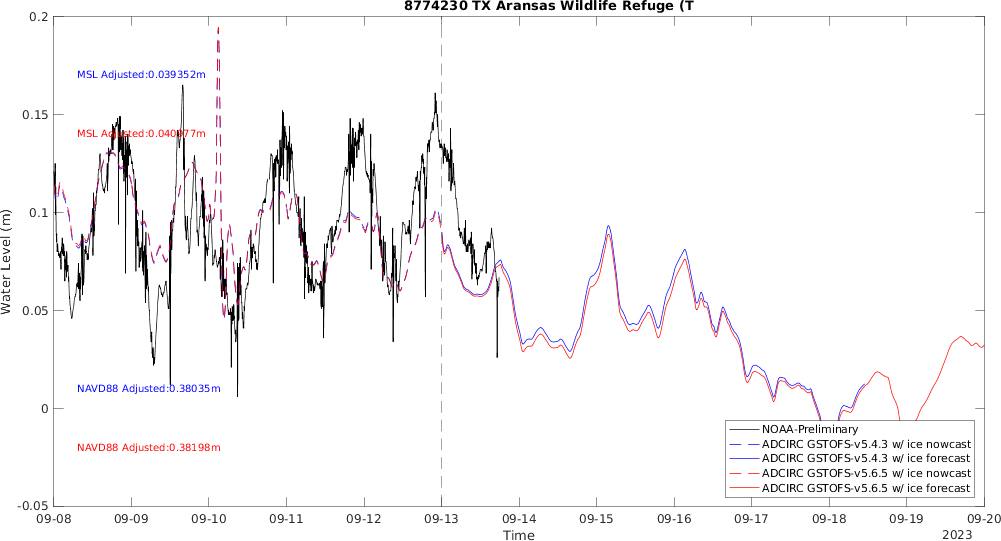 8774230 TX Aransas Wildlife Refuge (T
0.2
0.15
0.1
0.05
0
-0.05
Water Level (m)
MSL Adjusted:0.039352m
MSL Adjusted:0.040977m
NAVD88 Adjusted:0.38035m
NAVD88 Adjusted:0.38198m
NOAA-Preliminary
ADCIRC GSTOFS-v5.4.3 w/ ice nowcast
ADCIRC GSTOFS-v5.4.3 w/ ice forecast
ADCIRC GSTOFS-v5.6.5 w/ ice nowcast
ADCIRC GSTOFS-v5.6.5 w/ ice forecast
09-08 09-09 09-10 09-11 09-12 09-13 09-14 09-15 09-16 09-17 09-18 09-19 09-20
Time
2023